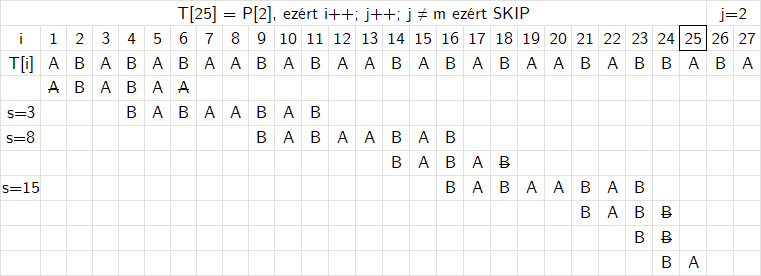 T[25] = P[2], ezért i++; j++; j ≠ m ezért SKIP j=2
i 1 2 3 4 5 6 7 8 9 10 11 12 13 14 15 16 17 18 19 20 21 22 23 24 25 26 27
T[i] A B A B A B A A B A B A A B A B A B A A B A B B A B A
A B A B A A
s=3 B A B A A B A B
s=8 B A B A A B A B
B A B A B
s=15 B A B A A B A B
B A B B
B B
B A